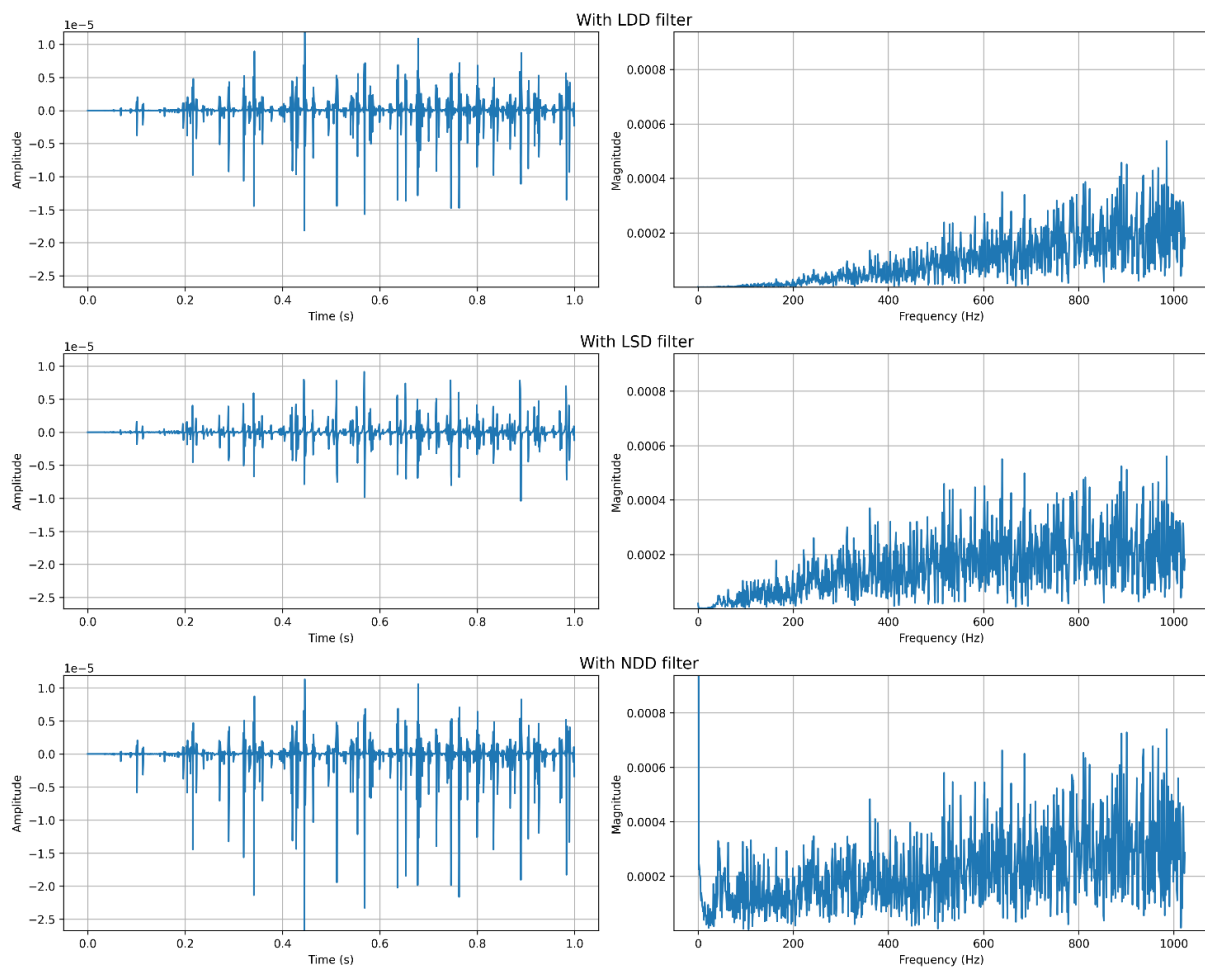 With LDD filter
1e−5
1.0
0.5
0.0
−0.5
−1.0
−1.5
−2.0
−2.5
Amplitude
0.0 0.2 0.4 0.6 0.8 1.0
Time (s)
0.0008
0.0006
0.0004
0.0002
Magnitude
0 200 400 600 800 1000
Frequency (Hz)
With LSD filter
1e−5
1.0
0.5
0.0
−0.5
−1.0
−1.5
−2.0
−2.5
Amplitude
0.0 0.2 0.4 0.6 0.8 1.0
Time (s)
0.0008
0.0006
0.0004
0.0002
Magnitude
0 200 400 600 800 1000
Frequency (Hz)
With NDD filter
1e−5
1.0
0.5
0.0
−0.5
−1.0
−1.5
−2.0
−2.5
Amplitude
0.0 0.2 0.4 0.6 0.8 1.0
Time (s)
0.0008
0.0006
0.0004
0.0002
Magnitude
0 200 400 600 800 1000
Frequency (Hz)